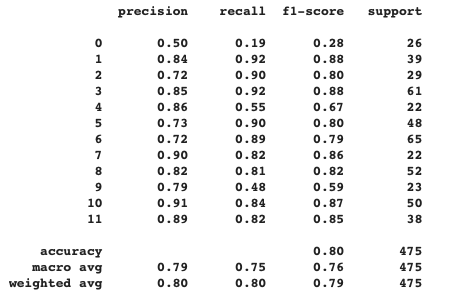 precision recall f1-score support
0 0.50 0.19 0.28 26
1 0.84 0.92 0.88 39
2 0.72 0.90 0.80 29
3 0.85 0.92 0.88 61
4 0.86 0.55 0.67 22
5 0.73 0.90 0.80 48
6 0.72 0.89 0.79 65
7 0.90 0.82 0.86 22
8 0.82 0.81 0.82 52
9 0.79 0.48 0.59 23
10 0.91 0.84 0.87 50
11 0.89 0.82 0.85 38
accuracy 0.80 475
macro avg 0.79 0.75 0.76 475
weighted avg 0.80 0.80 0.79 475